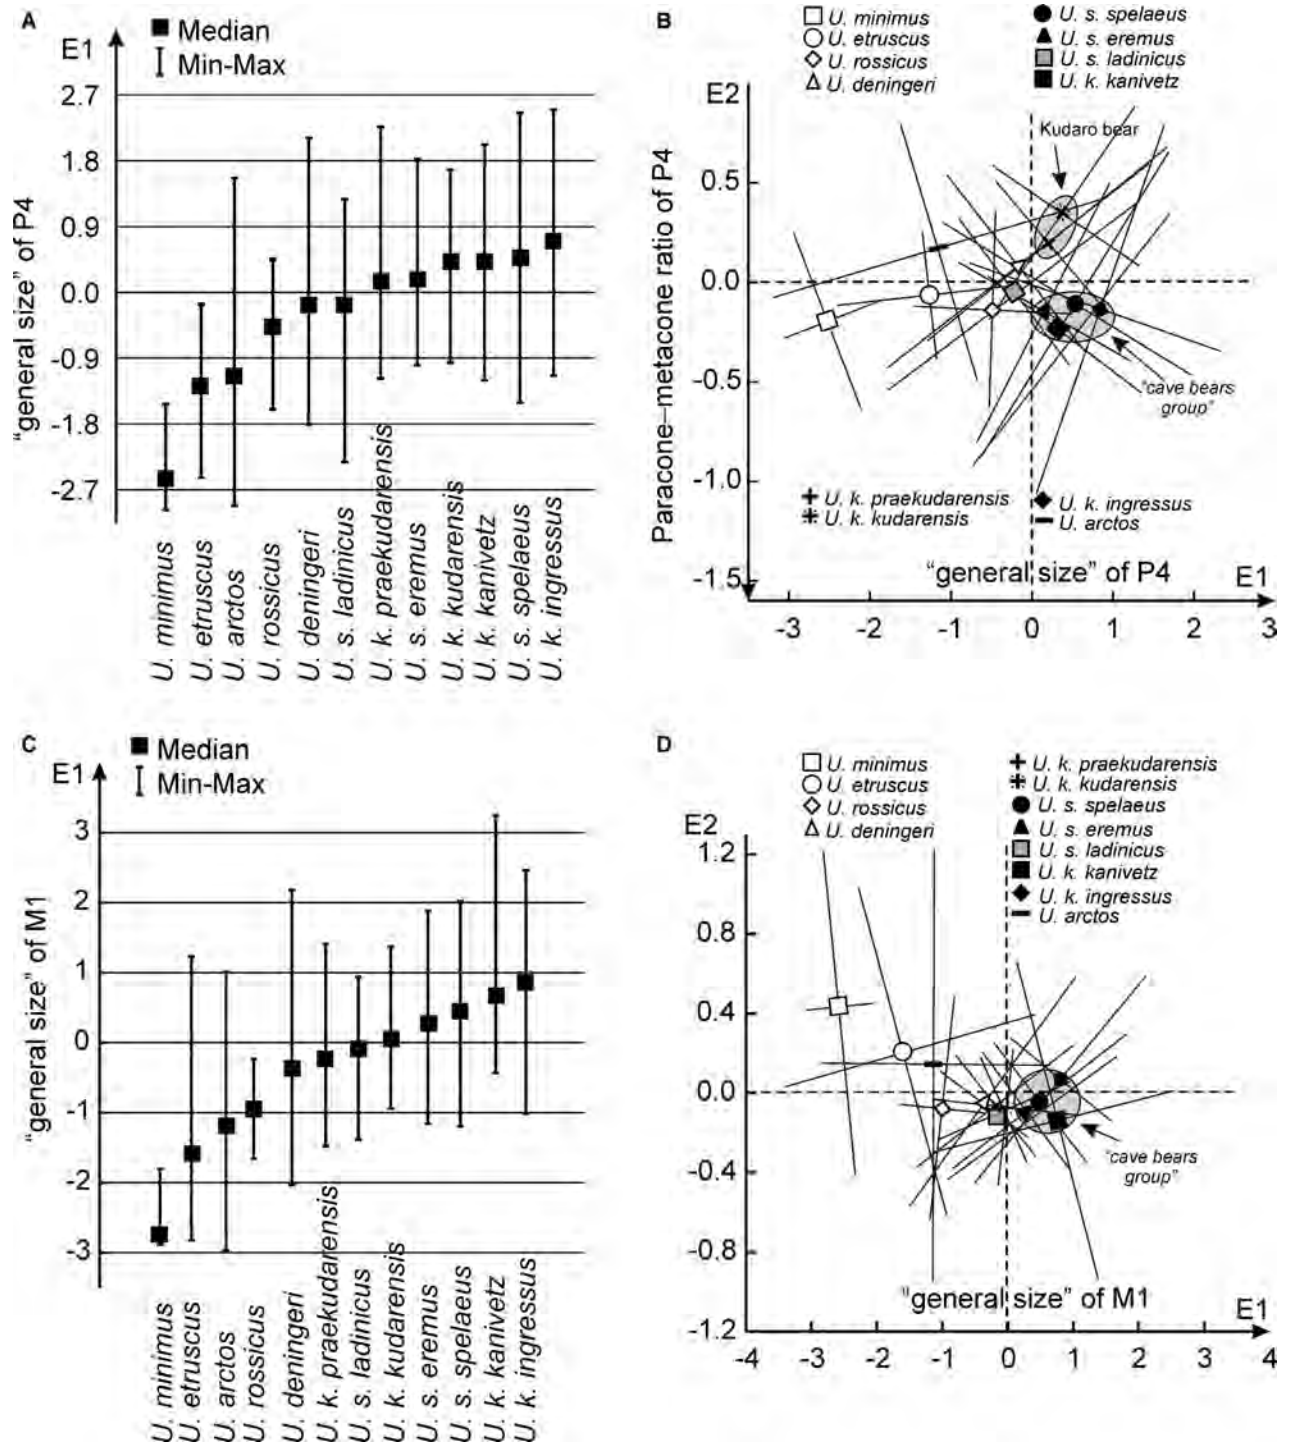 A
E1
Median
Min-Max
2.7
1.8
0.9
0.0
-0.9
-1.8
-2.7
"general size" of P4
U. minimus
U. etruscus
U. arctos
U. rossicus
U. deningeri
U. s. ladinicus
U. k. praekudarensis
U. s. eremus
U. k. kudarensis
U. k. kanivetz
U. s. spelaeus
U. k. ingressus
B
U. minimus
U. etruscus
U. rossicus
U. deningeri
U. s. spelaeus
U. s. eremus
U. s. ladinicus
U. k. kanivetz
E2
Kudaro bear
0.5
0.0
-0.5
-1.0
-1.5
Paracone–metacone ratio of P4
"cave bears
group"
U. k. praekudarensis
U. k. kudarensis
U. k. ingressus
U. arctos
"general size" of P4
E1
-3 -2 -1 0 1 2 3
C
E1
Median
Min-Max
3
2
1
0
-1
-2
-3
"general size" of M1
U. minimus
U. etruscus
U. arctos
U. rossicus
U. deningeri
U. k. praekudarensis
U. s. ladinicus
U. k. kudarensis
U. s. eremus
U. s. spelaeus
U. k. kanivetz
U. k. ingressus
D
U. minimus
U. etruscus
U. rossicus
U. deningeri
U. k. praekudarensis
U. k. kudarensis
U. s. spelaeus
U. s. eremus
U. s. ladinicus
U. k. kanivetz
U. k. ingressus
U. arctos
E2
1.2
0.8
0.4
0.0
-0.4
-0.8
-1.2
"cave bears
group"
"general size" of M1
E1
-4 -3 -2 -1 0 1 2 3 4